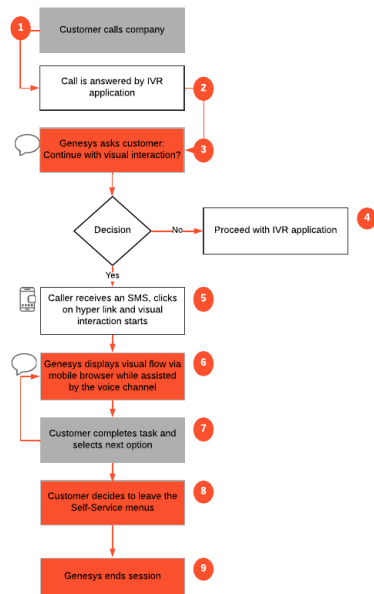 1
Customer calls company
Call is answered by IVR
application
2
Genesys asks customer:
Continue with visual interaction?
3
Decision
No
Proceed with IVR application
4
Yes
Caller receives an SMS, clicks
on hyper link and visual
interaction starts
5
Genesys displays visual flow via
mobile browser while assisted
by the voice channel
6
Customer completes task and
selects next option
7
Customer decides to leave the
Self-Service menus
8
Genesys ends session
9